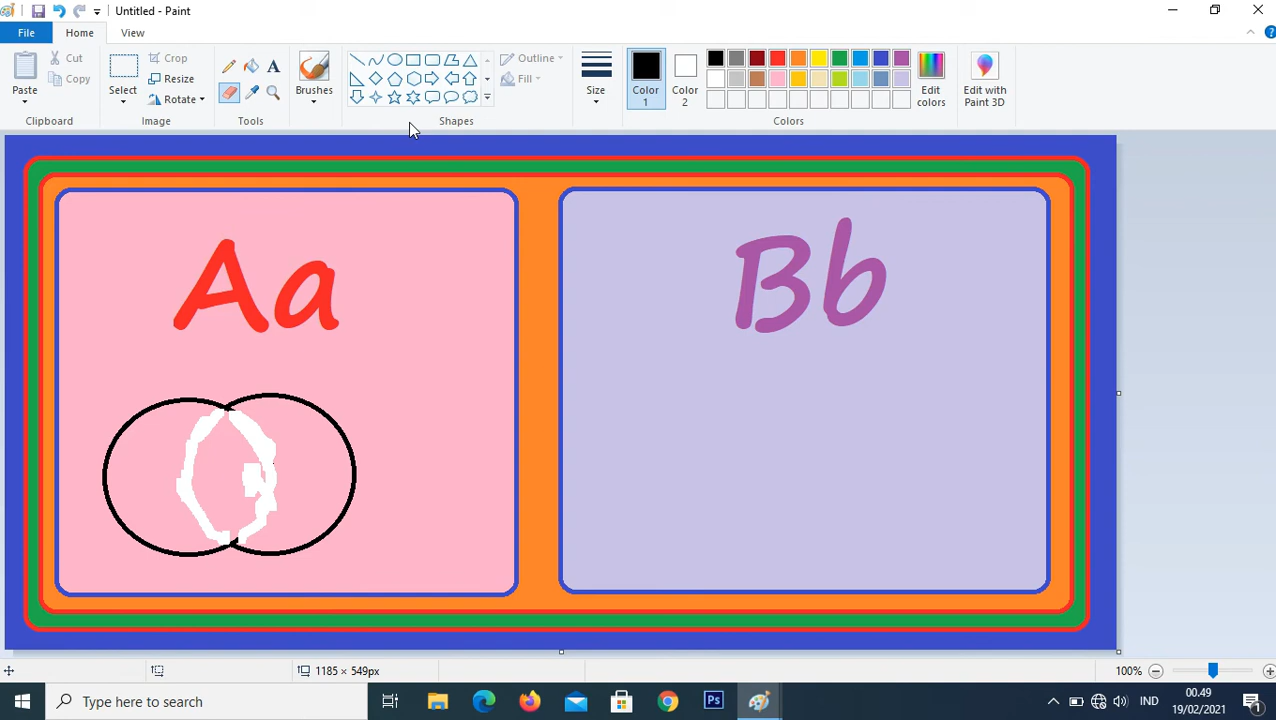 Untitled - Paint
File Home View
Paste
Cut
Copy
Clipboard
Select
Crop
Resize
Rotate
Image
Tools
Brushes
Shapes
Outline
Fill
Size
Color 1
Color 2
Edit colors
Colors
Edit with Paint 3D
Aa
Bb
1185 × 549px
100%
Type here to search
Ps
IND
00.49
19/02/2021
1